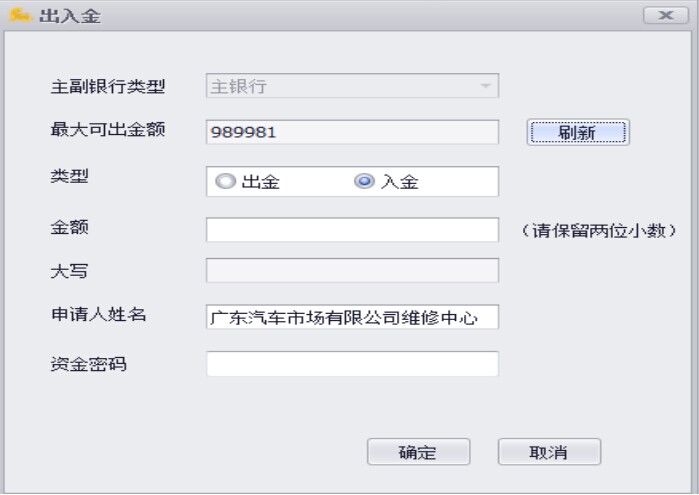 出入金
主副银行类型 主银行
最大可出金额 989981 刷新
类型 出金 入金
金额 (请保留两位小数)
大写
申请人姓名 广东汽车市场有限公司维修中心
资金密码
确定 取消